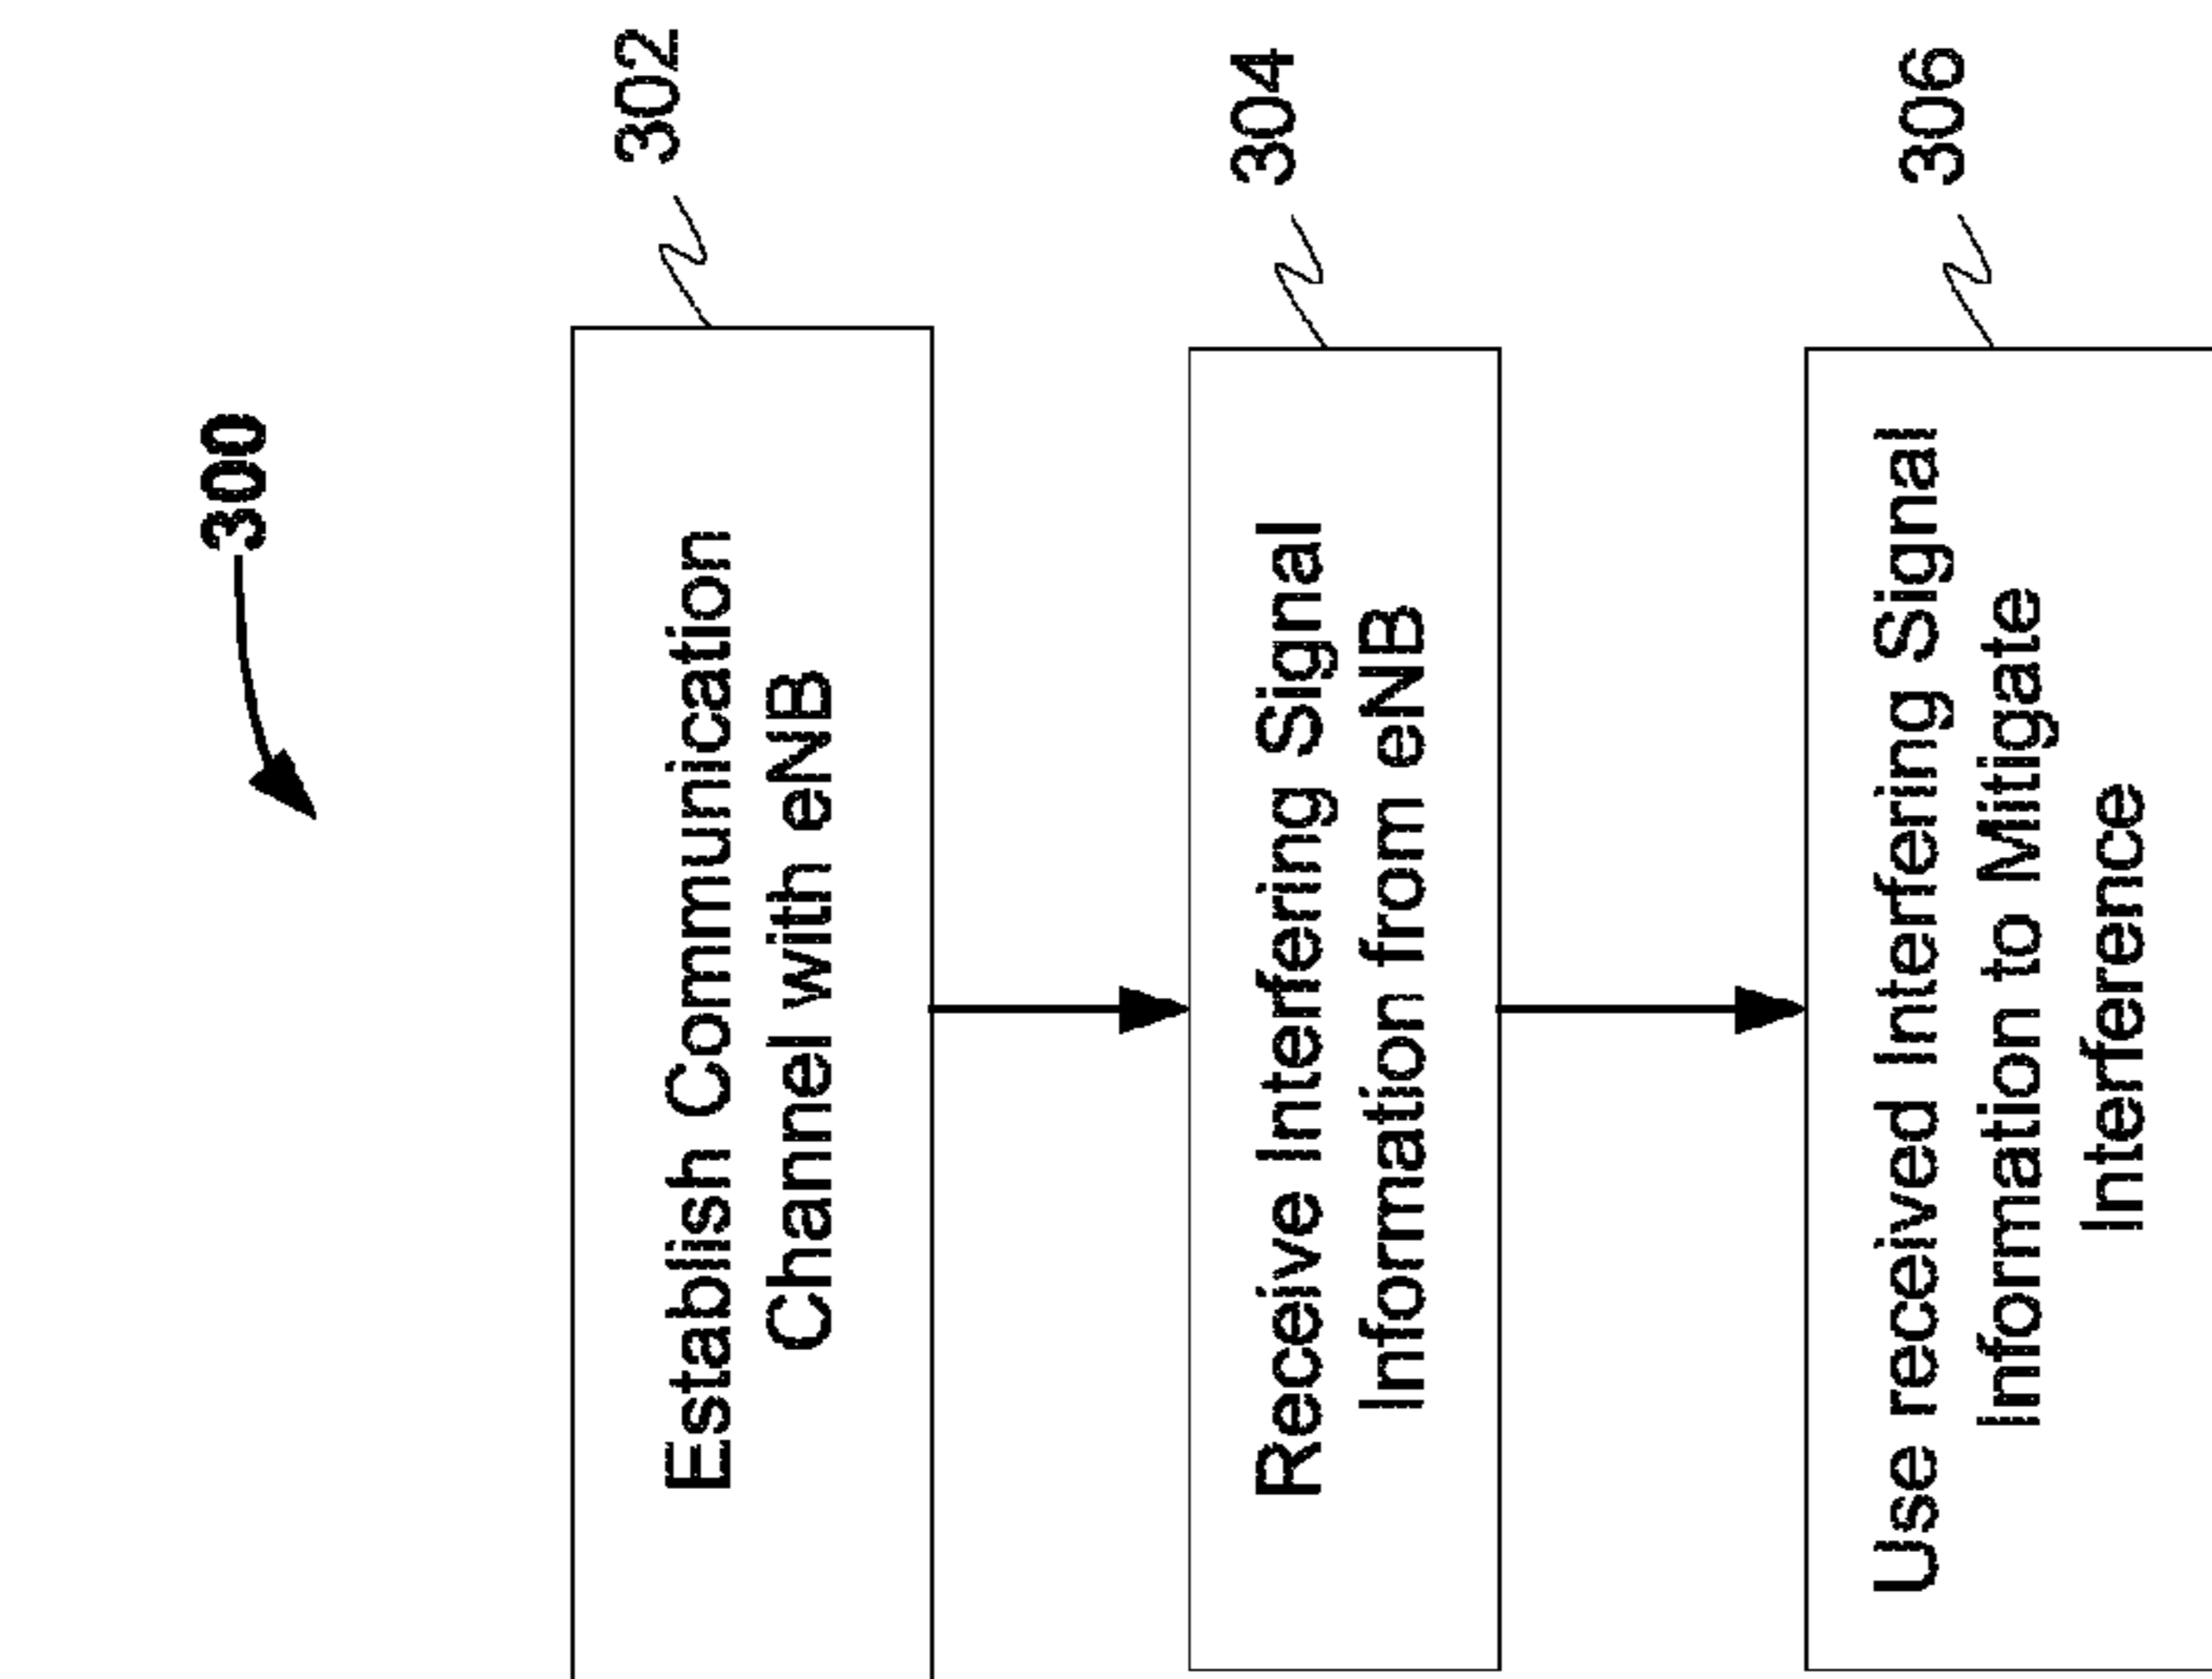 300
302
Establish Communication
Channel with eNB
304
Receive Interfering Signal
Information from eNB
306
Use received Interfering Signal
Information to Mitigate
Interference